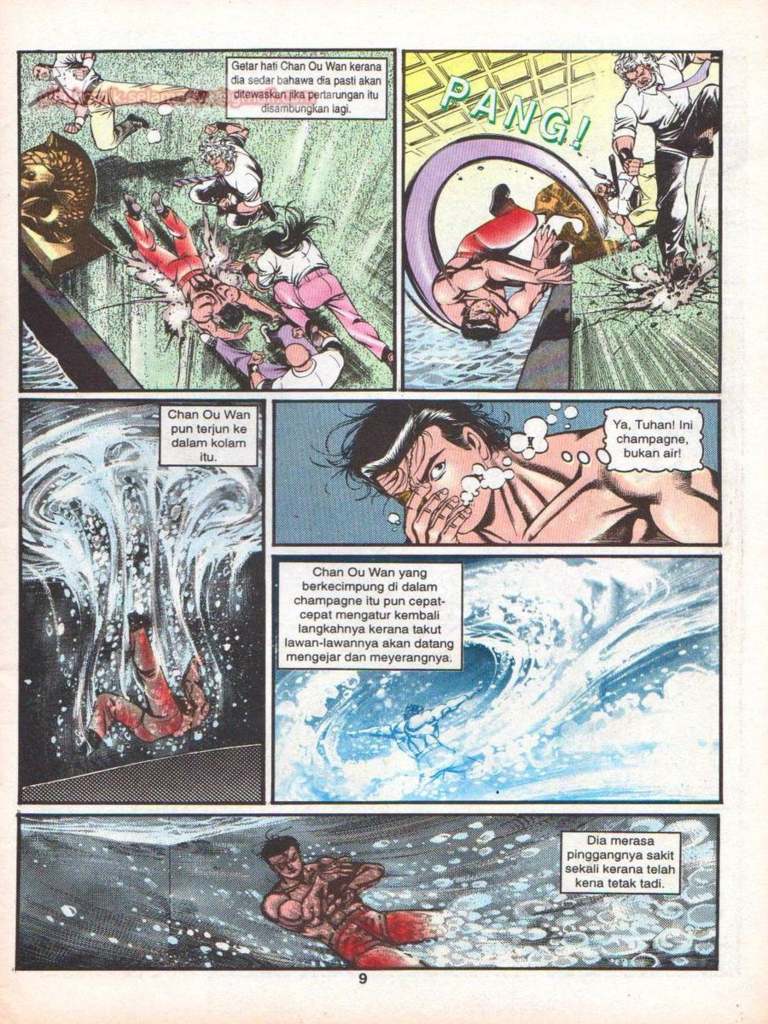 Getar hati Chan Ou Wan kerana
dia sedar bahawa dia pasti akan
ditewaskan jika pertarungan itu
disambungkan lagi.
PANG!
Chan Ou Wan
pun terjun ke
dalam kolam
itu.
Ya, Tuhan! Ini
champagne,
bukan air!
Chan Ou Wan yang
berkecimpung di dalam
champagne itu pun cepat-
cepat mengatur kembali
langkahnya kerana takut
lawan-lawannya akan datang
mengejar dan meyerangnya.
Dia merasa
pinggangnya sakit
sekali kerana telah
kena tetak tadi.
9